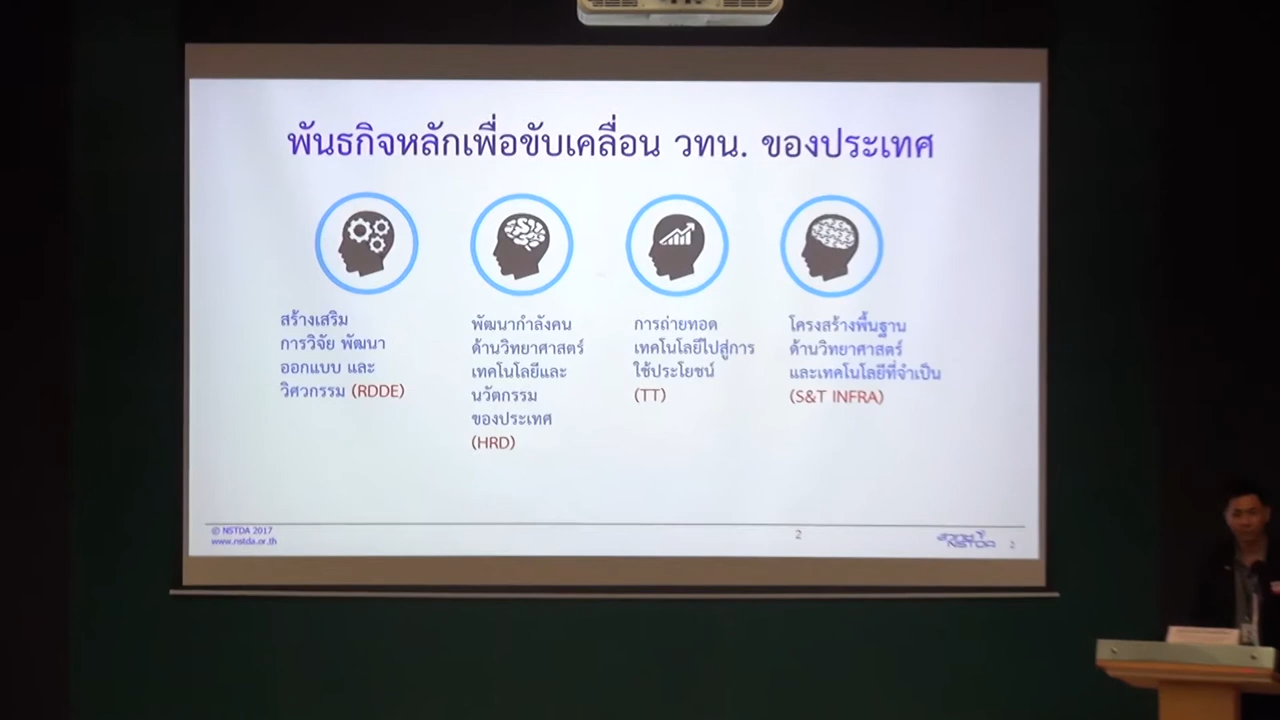 พันธกิจหลักเพื่อขับเคลื่อน วทน. ของประเทศ
สร้างเสริม
การวิจัย พัฒนา
ออกแบบ และ
วิศวกรรม (RDDE)
พัฒนากำลังคน
ด้านวิทยาศาสตร์
เทคโนโลยีและ
นวัตกรรม
ของประเทศ
(HRD)
การถ่ายทอด
เทคโนโลยีไปสู่การ
ใช้ประโยชน์
(TT)
โครงสร้างพื้นฐาน
ด้านวิทยาศาสตร์
และเทคโนโลยีที่จำเป็น
(S&T INFRA)
© NSTDA 2017
www.nstda.or.th
2
สวทช
NSTDA
2